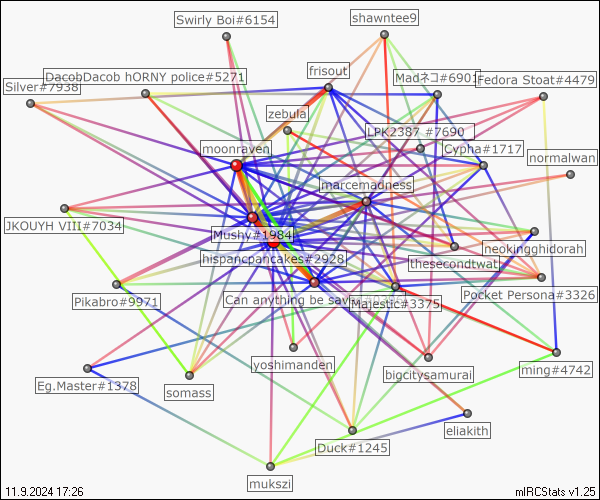 Swirly Boi#6154
shawntee9
frisout
DacobDacob hORNY police#5271
Madネコ#6901
Fedora Stoat#4479
Silver#7938
zebula
LPK2387 #7690
moonraven
Cypha#1717
normalwan
marcemadness
JKOUYH VIII#7034
Mushy#1984
neokingghidorah
hispancpancakes#2928
thesecondtwat
Pikabro#9971
Can anything be sav
Majestic#3375
Pocket Persona#3326
yoshimanden
bigcitysamurai
ming#4742
Eg.Master#1378
somass
eliakith
Duck#1245
mukszi
11.9.2024 17:26
mIRCStats v1.25